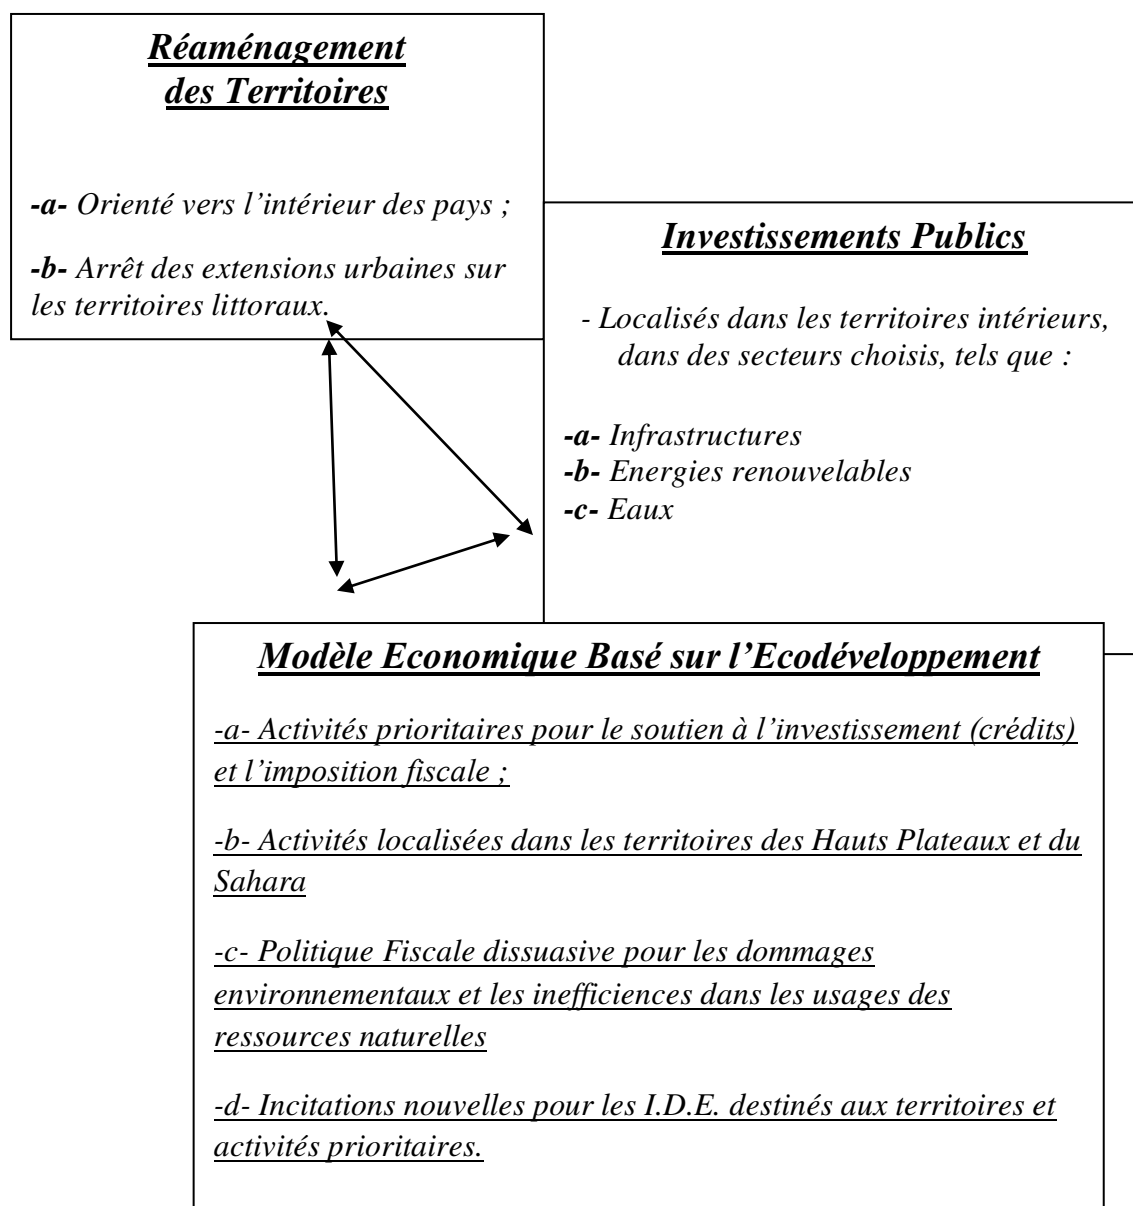 Réaménagement
des Territoires
-a- Orienté vers l’intérieur des pays ;
-b- Arrêt des extensions urbaines sur
les territoires littoraux.
Investissements Publics
- Localisés dans les territoires intérieurs,
dans des secteurs choisis, tels que :
-a- Infrastructures
-b- Energies renouvelables
-c- Eaux
Modèle Economique Basé sur l’Ecodéveloppement
-a- Activités prioritaires pour le soutien à l’investissement (crédits)
et l’imposition fiscale ;
-b- Activités localisées dans les territoires des Hauts Plateaux et du
Sahara
-c- Politique Fiscale dissuasive pour les dommages
environnementaux et les inefficiences dans les usages des
ressources naturelles
-d- Incitations nouvelles pour les I.D.E. destinés aux territoires et
activités prioritaires.